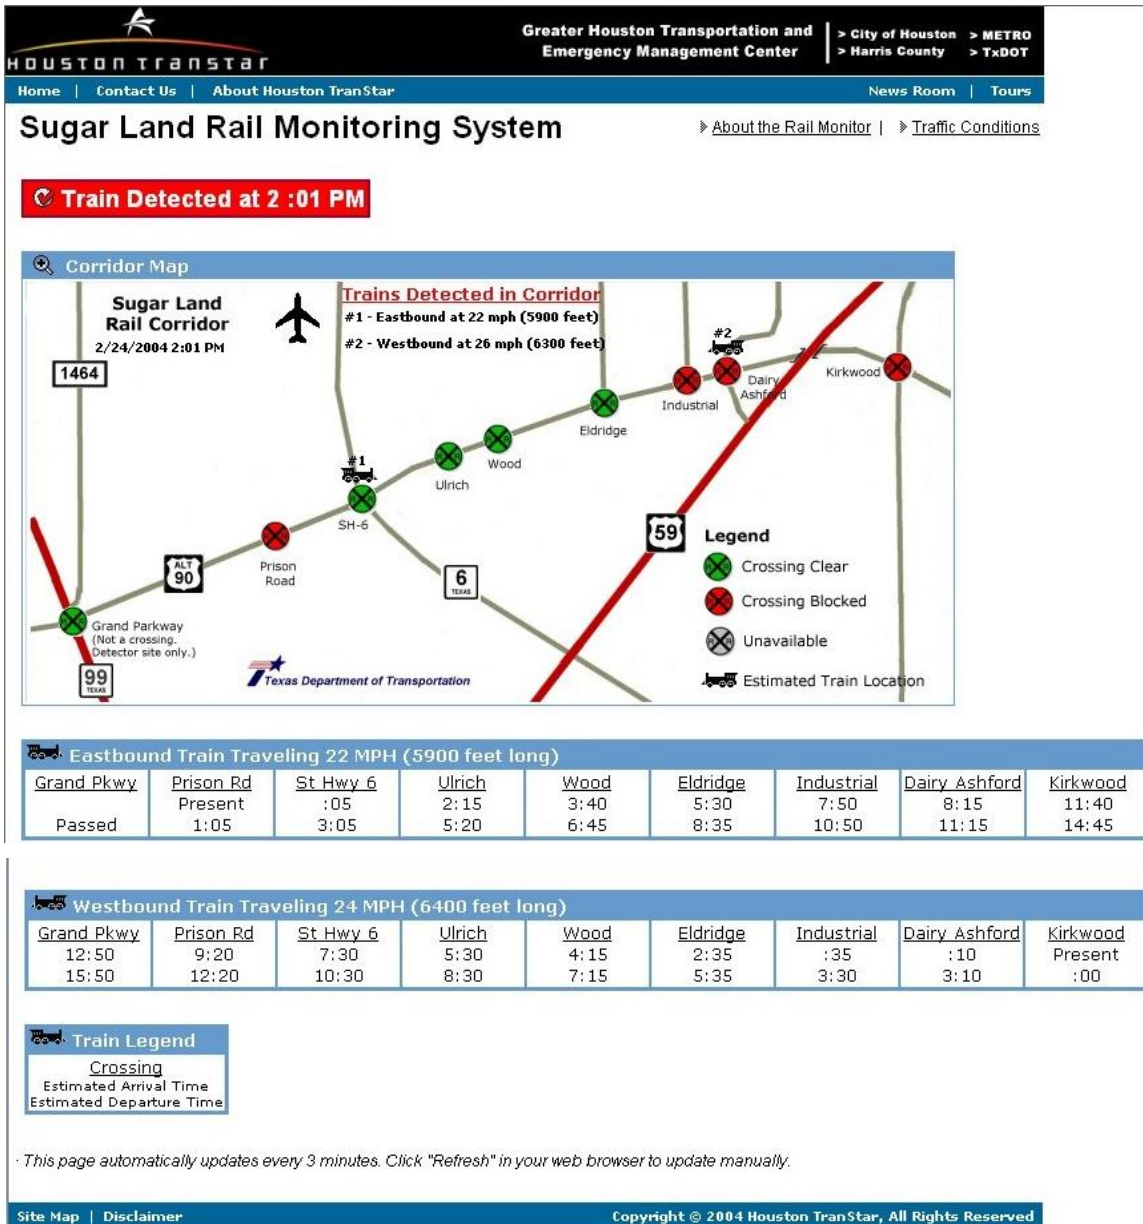 HOUSTON TRANSTAR
Greater Houston Transportation and
Emergency Management Center
> City of Houston > METRO
> Harris County > TxDOT
Home | Contact Us | About Houston TranStar News Room | Tours
Sugar Land Rail Monitoring System
About the Rail Monitor | Traffic Conditions
Train Detected at 2 :01 PM
Corridor Map
Sugar Land
Rail Corridor
2/24/2004 2:01 PM
Trains Detected in Corridor
#1 - Eastbound at 22 mph (5900 feet)
#2 - Westbound at 26 mph (6300 feet)
1464
#2
Kirkwood
Dairy
Ashford
Industrial
Eldridge
Wood
Ulrich
#1
SH-6
Prison
Road
ALT
90
6
TEXAS
59
Grand Parkway
(Not a crossing.
Detector site only.)
99
TEXAS
Texas Department of Transportation
Legend
Crossing Clear
Crossing Blocked
Unavailable
Estimated Train Location
Eastbound Train Traveling 22 MPH (5900 feet long)
Grand Pkwy Prison Rd St Hwy 6 Ulrich Wood Eldridge Industrial Dairy Ashford Kirkwood
Present :05 2:15 3:40 5:30 7:50 8:15 11:40
Passed 1:05 3:05 5:20 6:45 8:35 10:50 11:15 14:45
Westbound Train Traveling 24 MPH (6400 feet long)
Grand Pkwy Prison Rd St Hwy 6 Ulrich Wood Eldridge Industrial Dairy Ashford Kirkwood
12:50 9:20 7:30 5:30 4:15 2:35 :35 :10 Present
15:50 12:20 10:30 8:30 7:15 5:35 3:30 3:10 :00
Train Legend
Crossing
Estimated Arrival Time
Estimated Departure Time
· This page automatically updates every 3 minutes. Click "Refresh" in your web browser to update manually.
Site Map | Disclaimer Copyright © 2004 Houston TranStar, All Rights Reserved